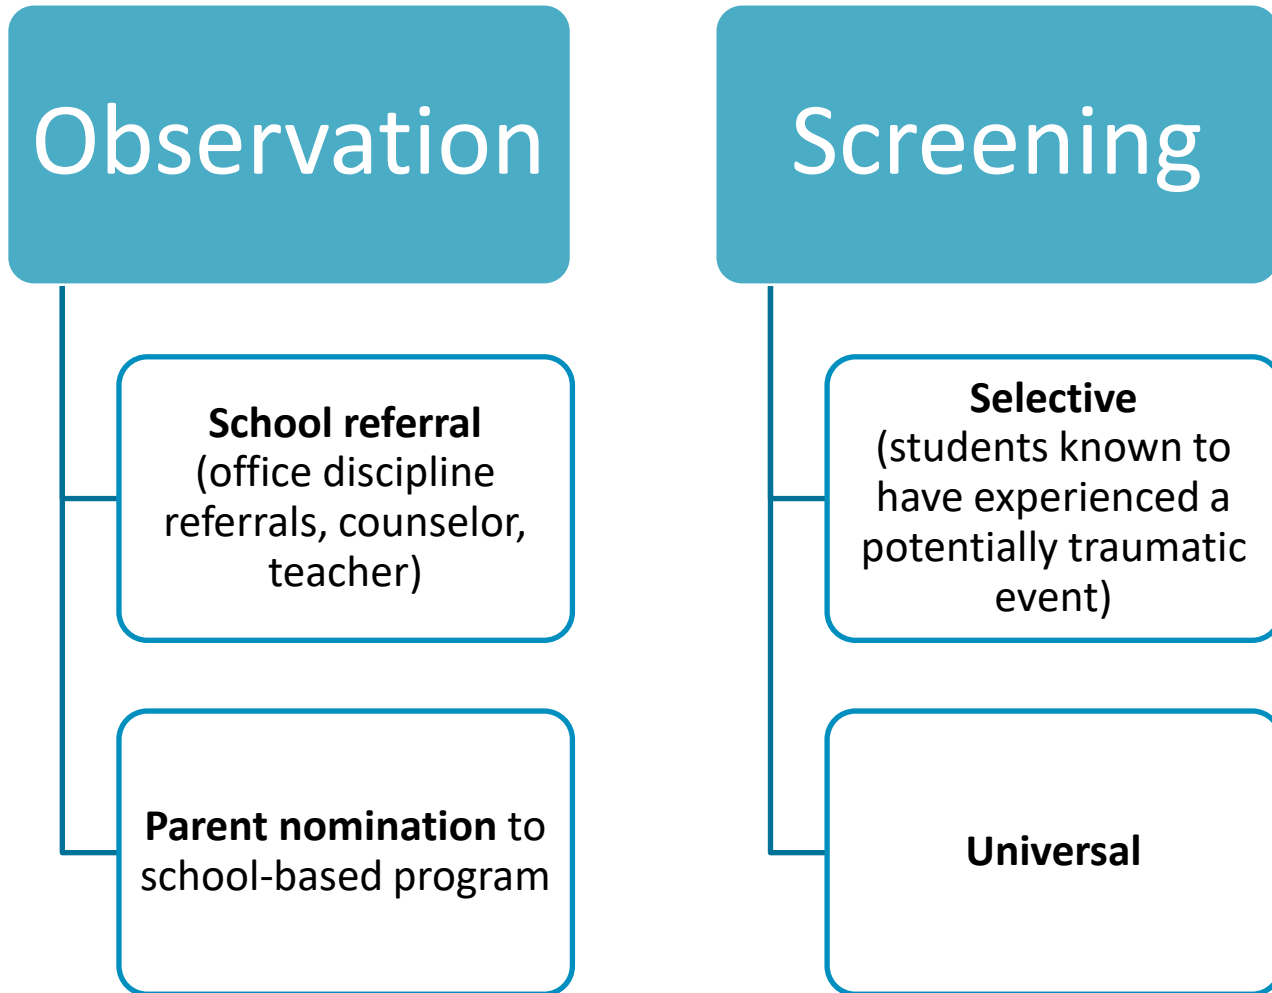 Observation
School referral
(office discipline
referrals, counselor,
teacher)
Parent nomination to
school-based program
Screening
Selective
(students known to
have experienced a
potentially traumatic
event)
Universal